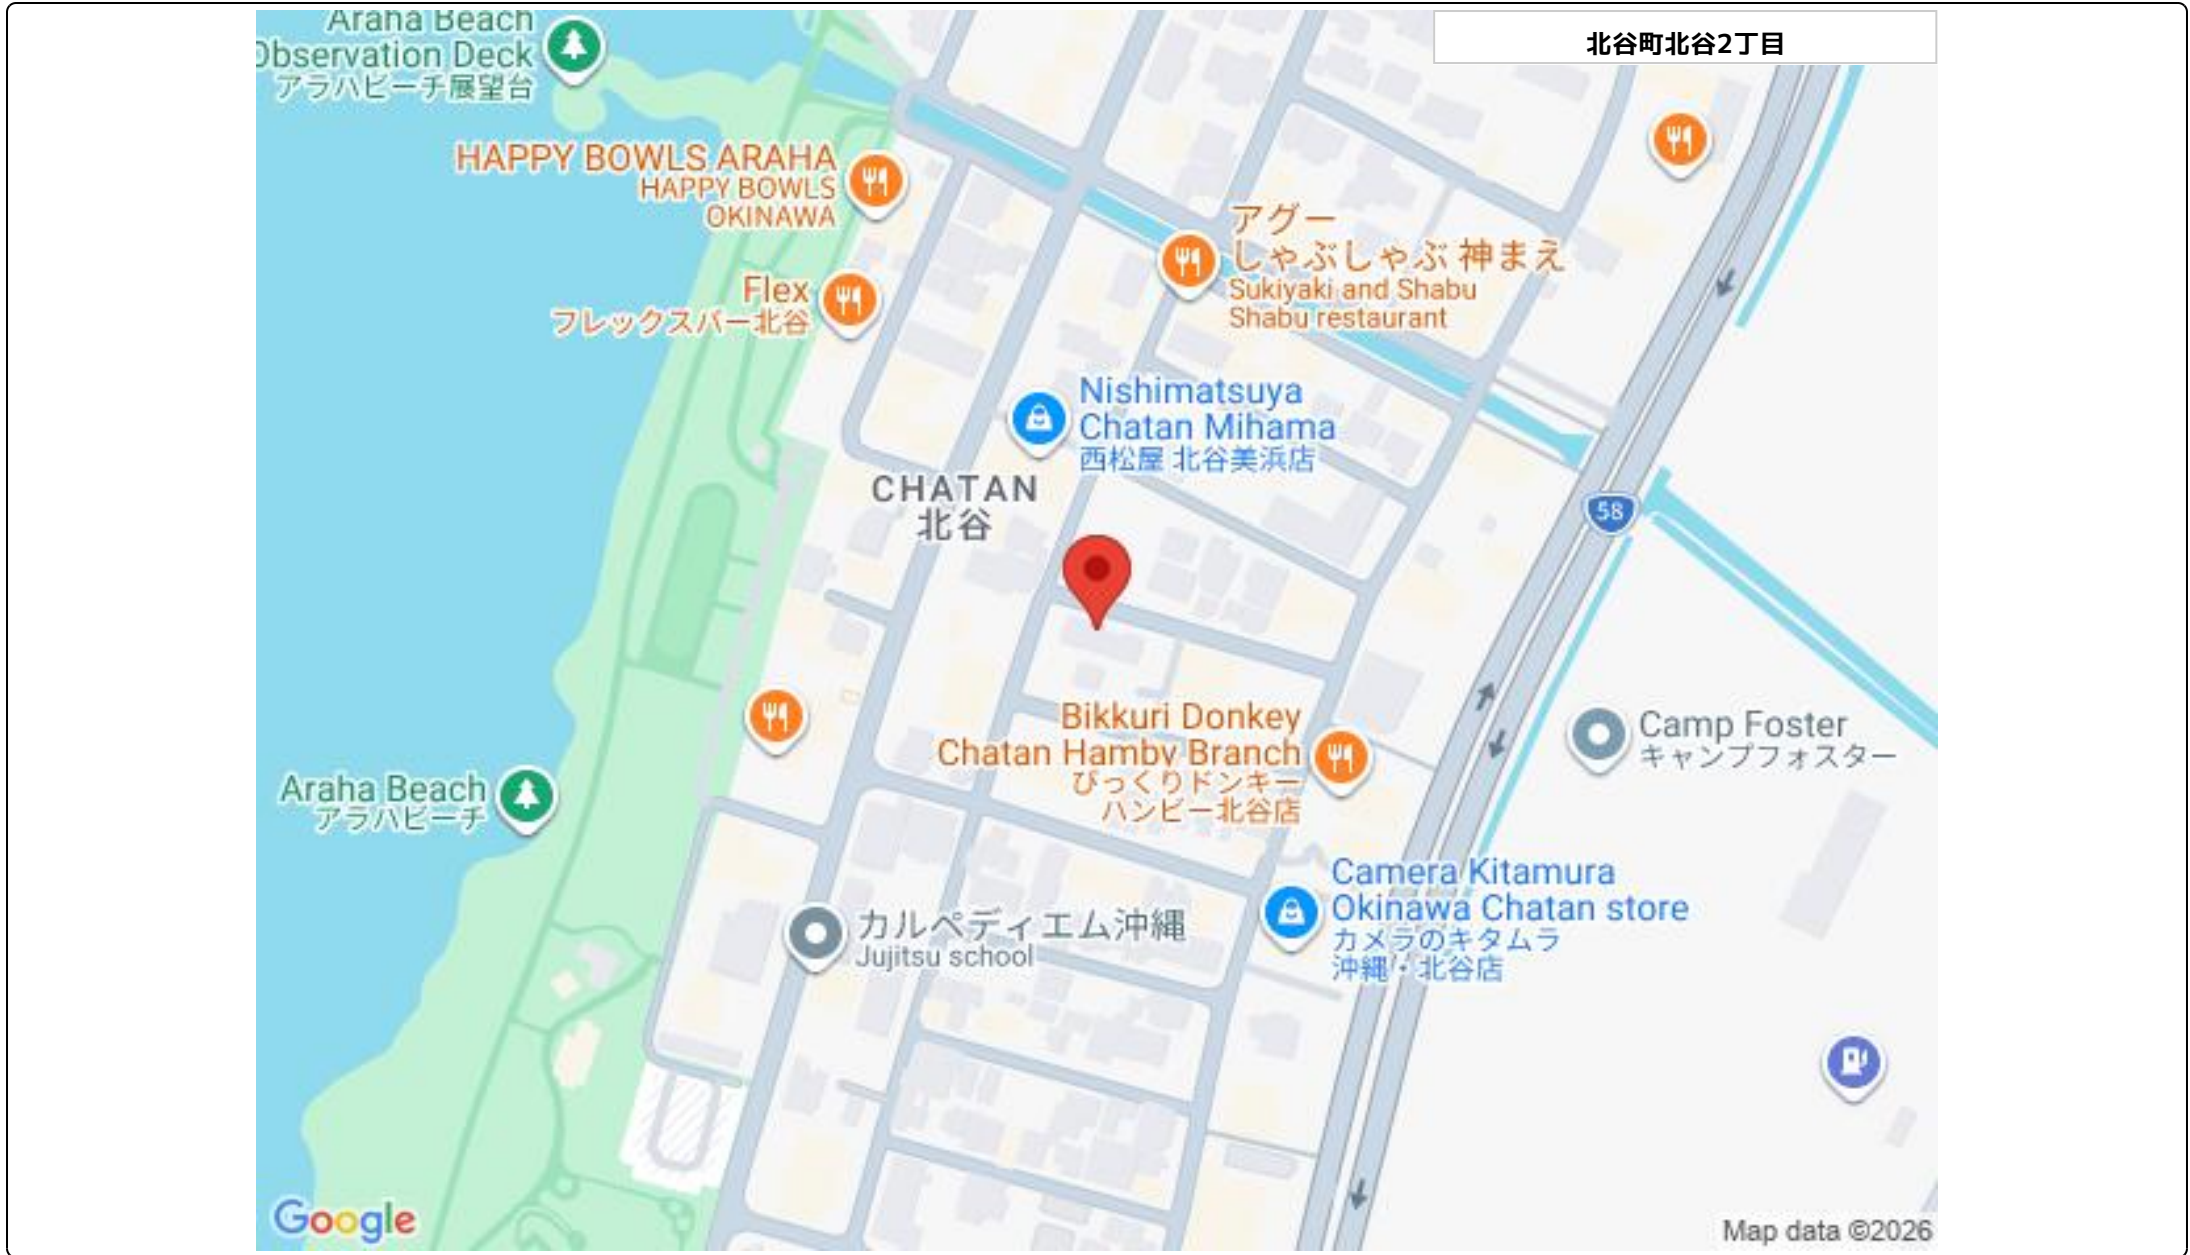 Araha Beach
Observation Deck
アラハビーチ展望台
北谷町北谷2丁目
HAPPY BOWLS ARAHA
HAPPY BOWLS
OKINAWA
アグー
しゃぶしゃぶ 神まえ
Sukiyaki and Shabu
Shabu restaurant
Flex
フレックスバー北谷
Nishimatsuya
Chatan Mihama
西松屋 北谷美浜店
CHATAN
北谷
58
Bikkuri Donkey
Chatan Hamby Branch
びっくりドンキー
ハンビー北谷店
Camp Foster
キャンプフォスター
Araha Beach
アラハビーチ
Camera Kitamura
Okinawa Chatan store
カメラのキタムラ
沖縄・北谷店
カルペディエム沖縄
Jujitsu school
Google
Map data ©2026